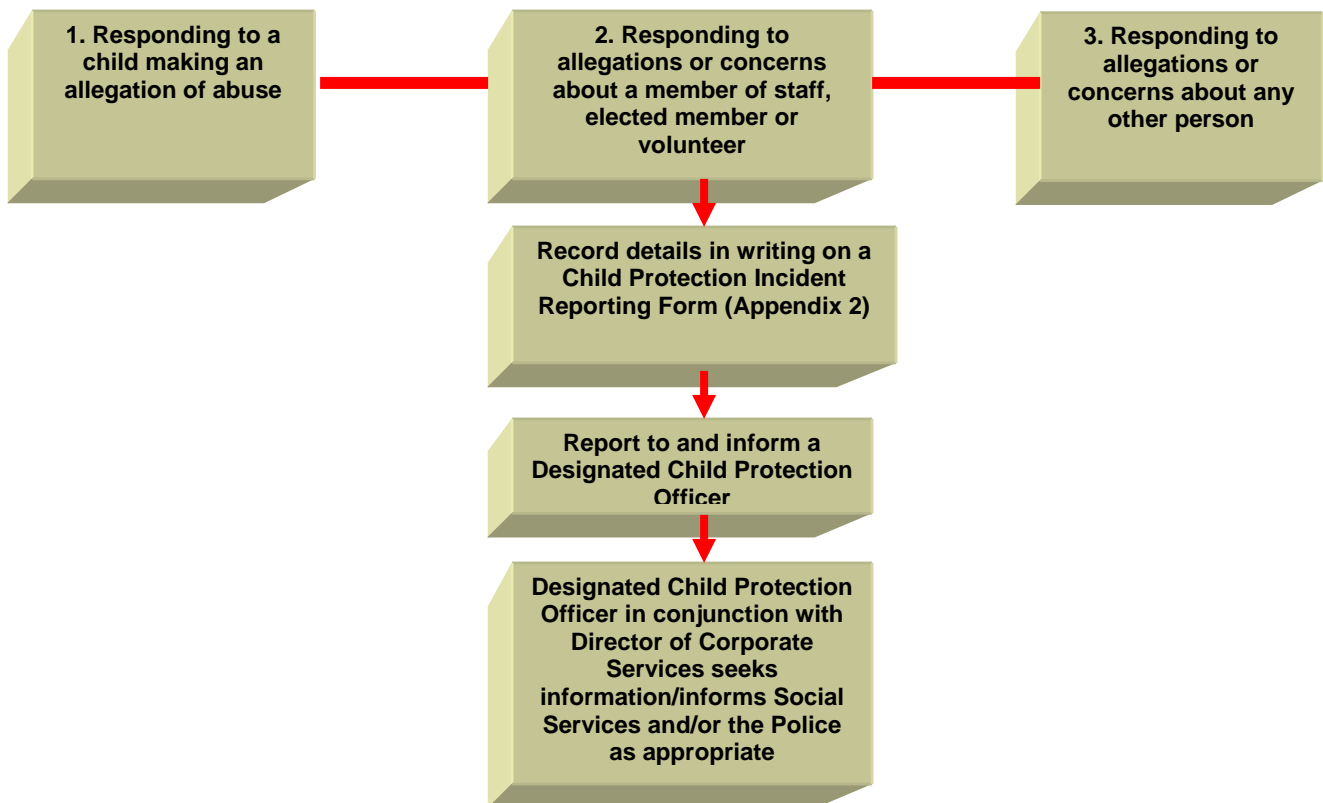 1. Responding to a
child making an
allegation of abuse
2. Responding to
allegations or concerns
about a member of staff,
elected member or
volunteer
3. Responding to
allegations or
concerns about any
other person
Record details in writing on a
Child Protection Incident
Reporting Form (Appendix 2)
Report to and inform a
Designated Child Protection
Officer
Designated Child Protection
Officer in conjunction with
Director of Corporate
Services seeks
information/informs Social
Services and/or the Police
as appropriate